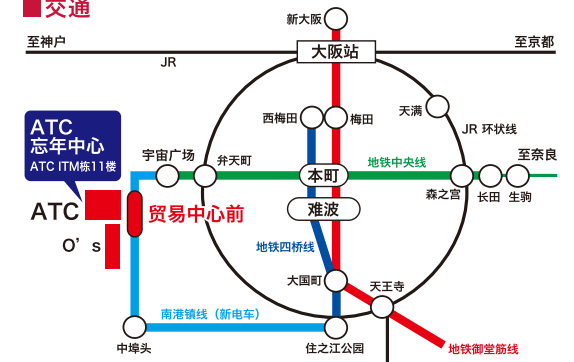 交通
新大阪
至神户
大阪站
至京都
JR
西梅田
梅田
天满
JR 环状线
ATC
忘年中心
ATC ITM栋11楼
宇宙广场
弁天町
地铁中央线
至奈良
本町
森之宫
长田
生驹
ATC
贸易中心前
难波
O's
地铁四桥线
大国町
天王寺
南港镇线（新电车）
中埠头
住之江公园
地铁御堂筋线